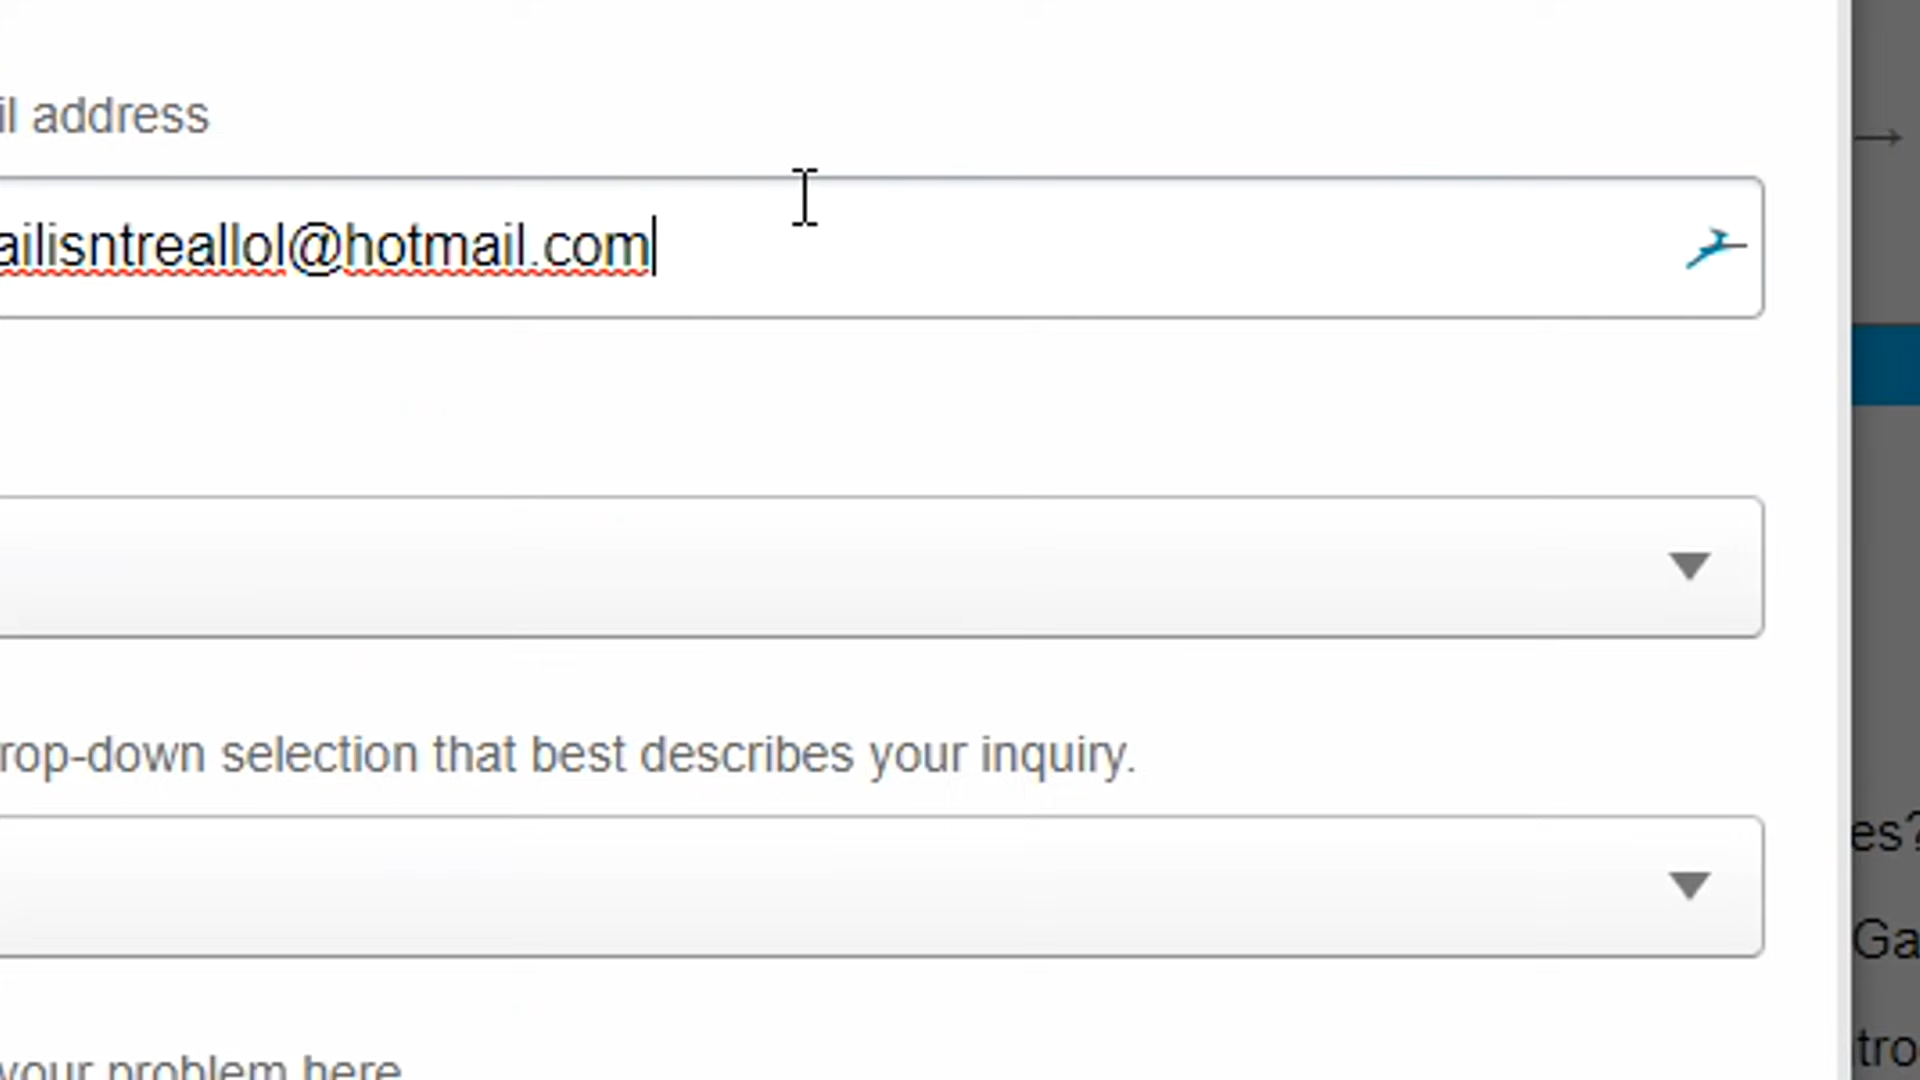 il address
→
ailisntreallol@hotmail.com
rop-down selection that best describes your inquiry.
es?
Ga
tro
your problem here